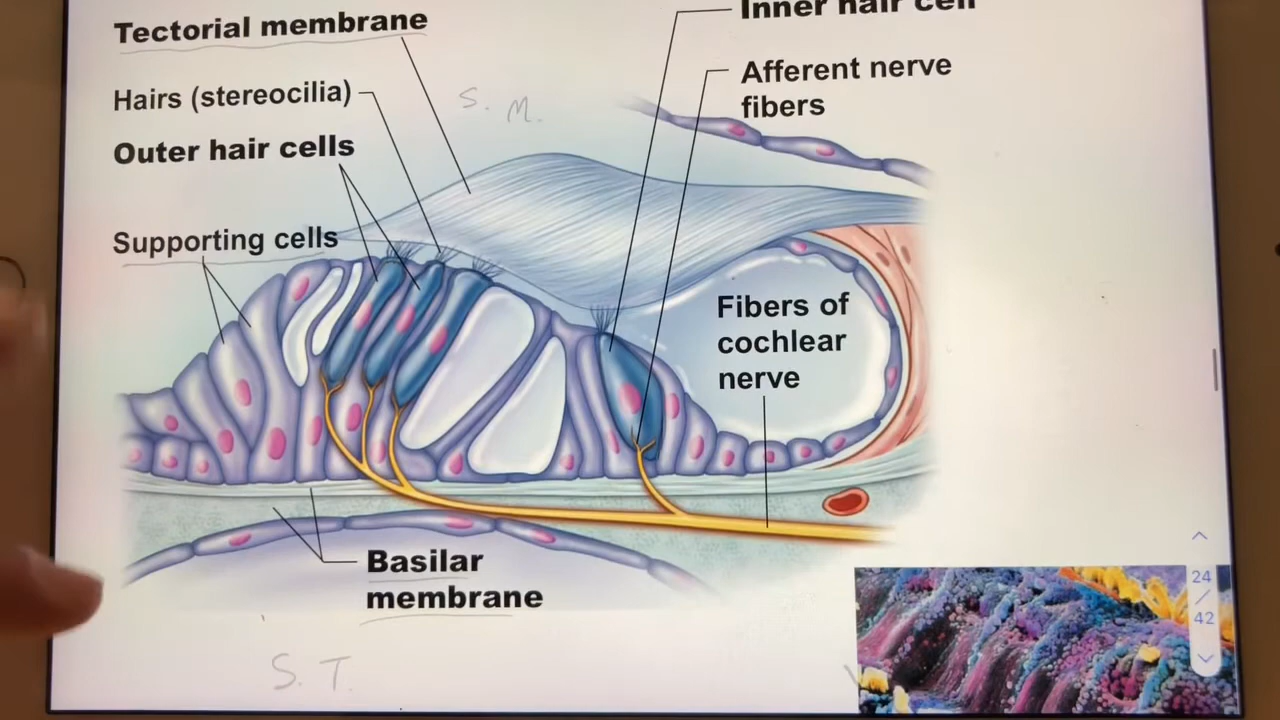 Tectorial membrane
Inner hair cell
Hairs (stereocilia)
S. M.
Afferent nerve
fibers
Outer hair cells
Supporting cells
Fibers of
cochlear
nerve
Basilar
membrane
24
/
42
S. T.